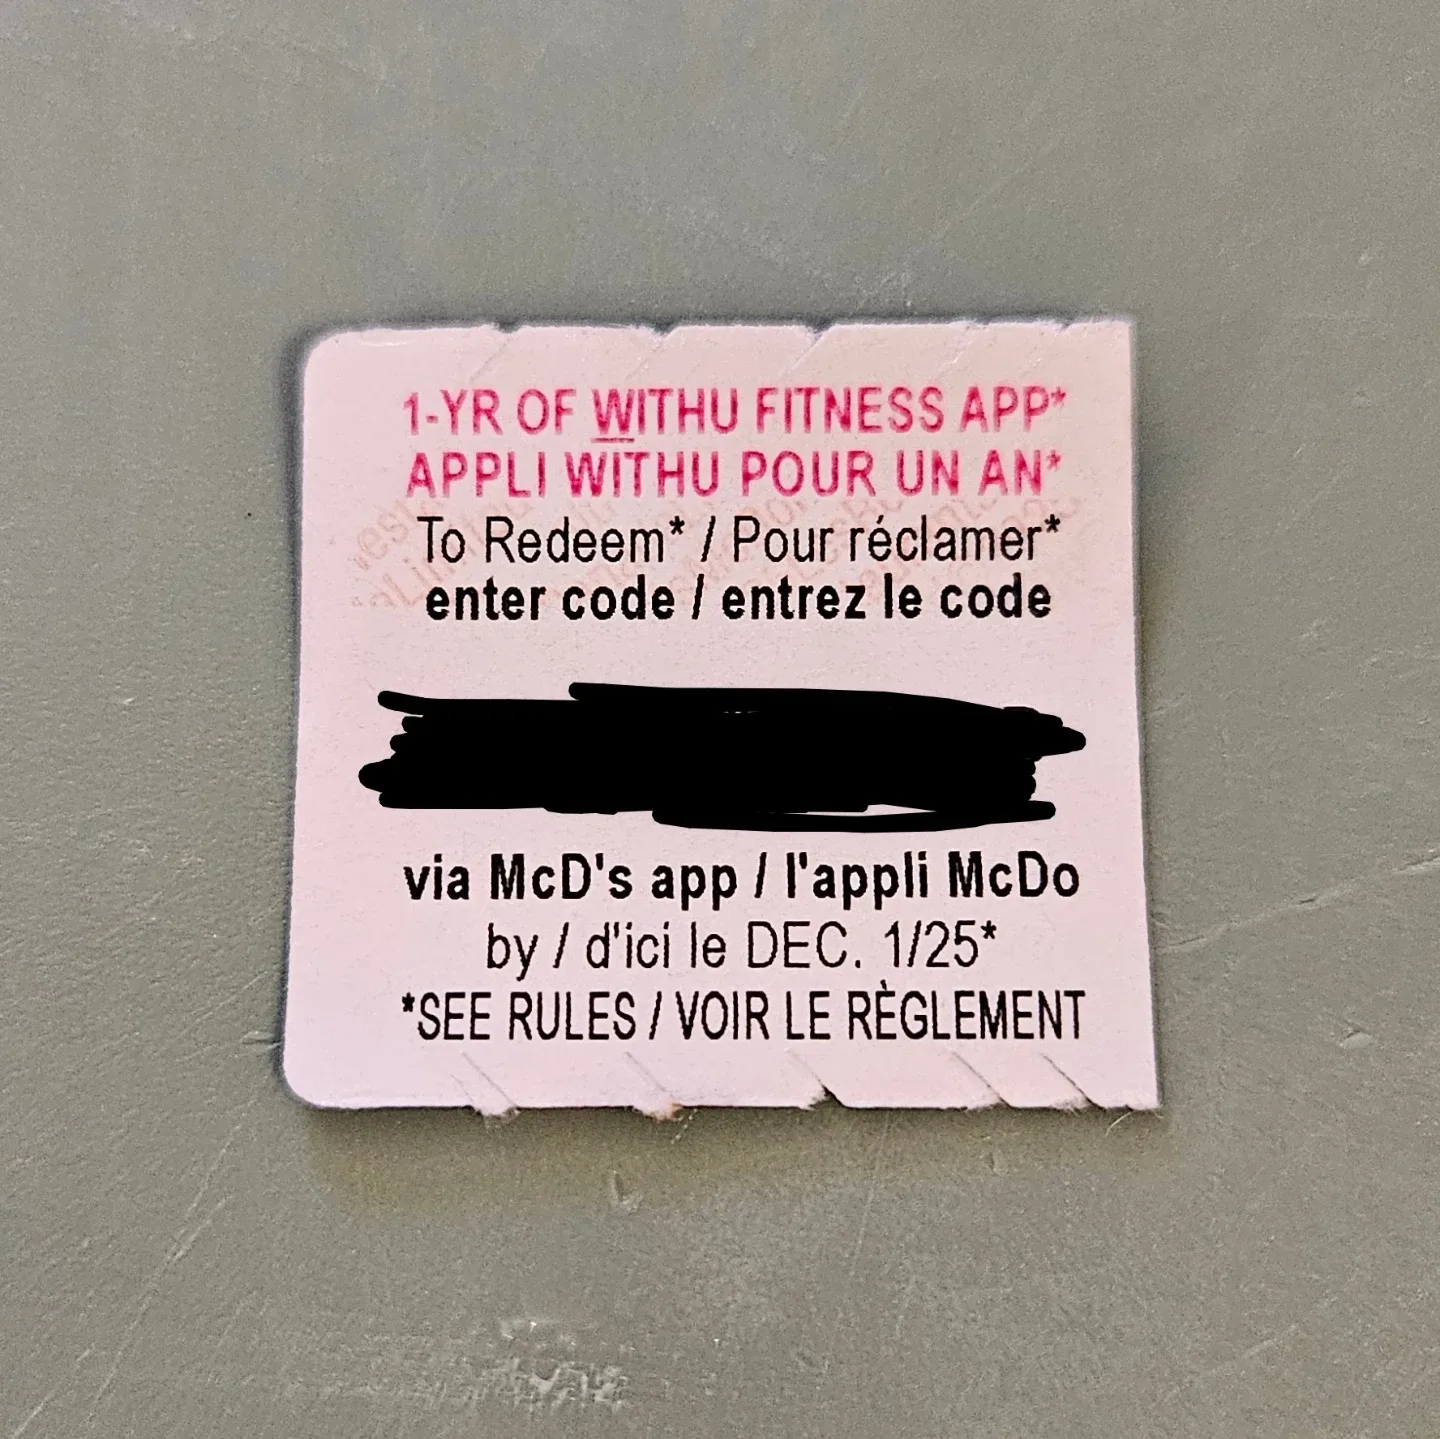 1-YR OF WITHU FITNESS APP*
APPLI WITHU POUR UN AN*
To Redeem* / Pour réclamer*
enter code / entrez le code
via McD's app / l'appli McDo
by / d'ici le DEC. 1/25*
*SEE RULES / VOIR LE RÈGLEMENT